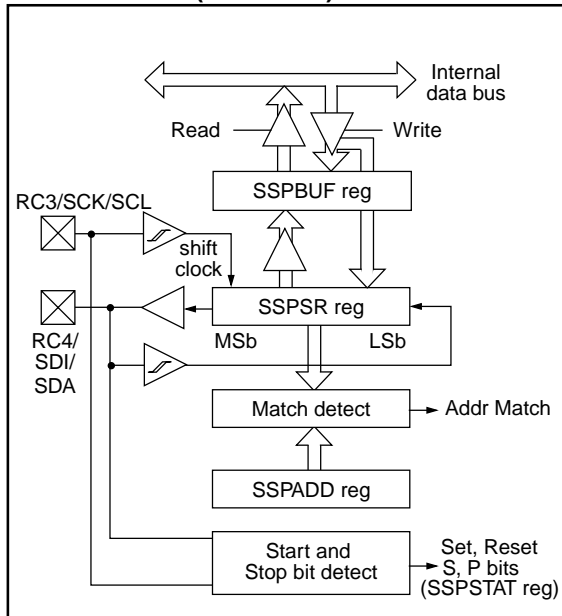 Internal
data bus
Read
Write
SSPBUF reg
RC3/SCK/SCL
shift
clock
SSPSR reg
MSb
LSb
RC4/
SDI/
SDA
Match detect
Addr Match
SSPADD reg
Start and
Stop bit detect
Set, Reset
S, P bits
(SSPSTAT reg)